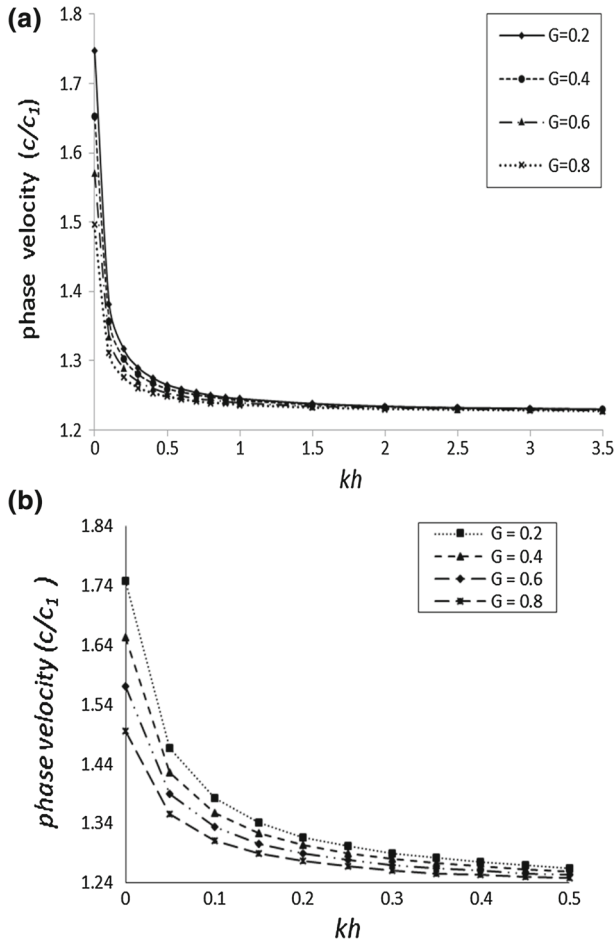 (a)
phase velocity (c/c₁)
1.8
1.7
1.6
1.5
1.4
1.3
1.2
0 0.5 1 1.5 2 2.5 3 3.5
kh
G=0.2
G=0.4
G=0.6
G=0.8
(b)
phase velocity (c/c₁ )
1.84
1.74
1.64
1.54
1.44
1.34
1.24
0 0.1 0.2 0.3 0.4 0.5
kh
G = 0.2
G = 0.4
G = 0.6
G = 0.8